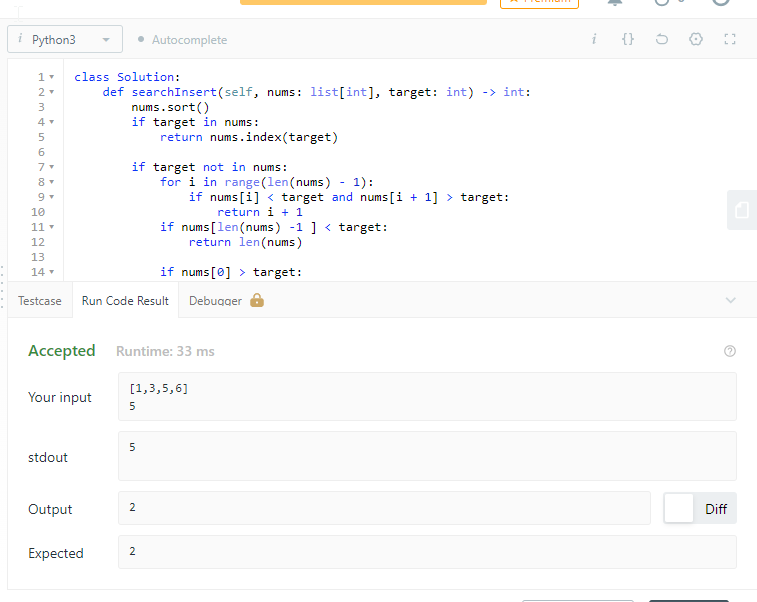 Premium
i Python3
Autocomplete
i {}
1 class Solution:
2 def searchInsert(self, nums: list[int], target: int) -> int:
3 nums.sort()
4 if target in nums:
5 return nums.index(target)
6
7 if target not in nums:
8 for i in range(len(nums) - 1):
9 if nums[i] < target and nums[i + 1] > target:
10 return i + 1
11 if nums[len(nums) -1 ] < target:
12 return len(nums)
13
14 if nums[0] > target:
Testcase Run Code Result Debugger
Accepted Runtime: 33 ms
Your input
[1,3,5,6]
5
stdout
5
Output
2
Diff
Expected
2